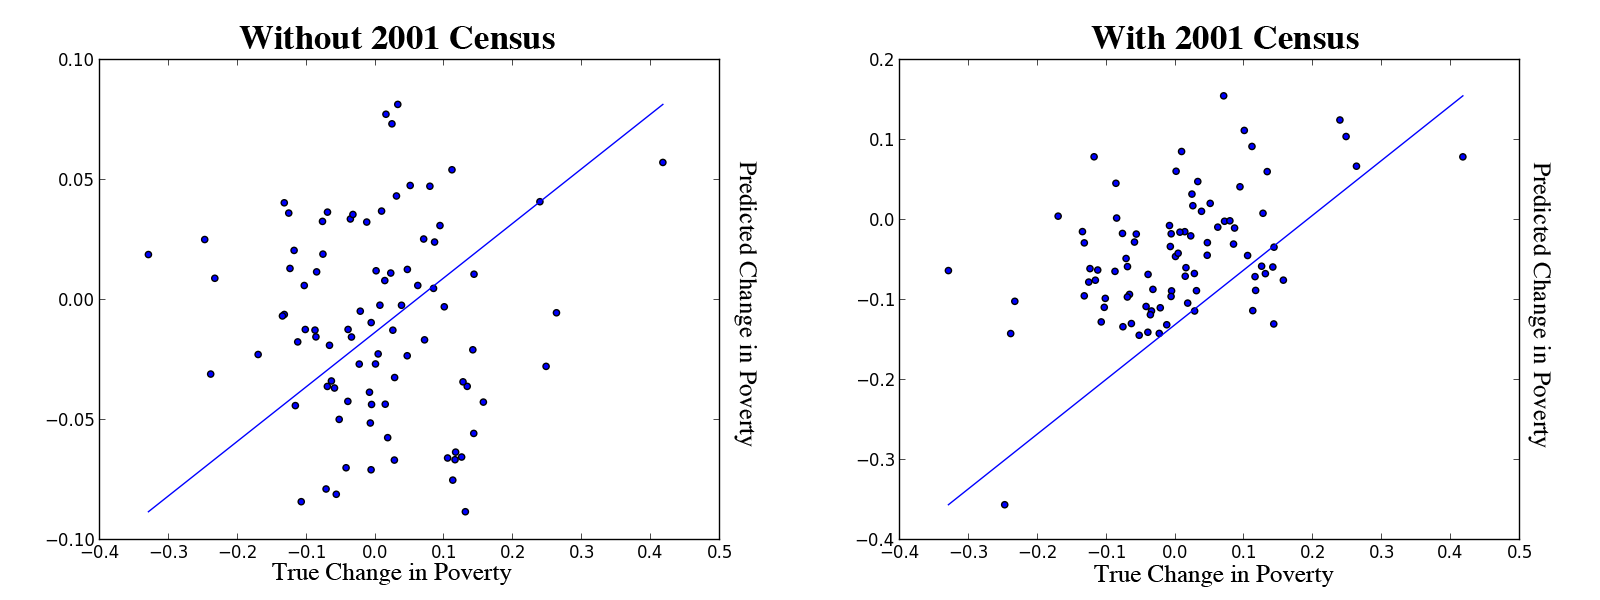 Without 2001 Census
0.10
0.05
0.00
−0.05
−0.10
−0.4 −0.3 −0.2 −0.1 0.0 0.1 0.2 0.3 0.4 0.5
True Change in Poverty
Predicted Change in Poverty
With 2001 Census
0.2
0.1
0.0
−0.1
−0.2
−0.3
−0.4
−0.4 −0.3 −0.2 −0.1 0.0 0.1 0.2 0.3 0.4 0.5
True Change in Poverty
Predicted Change in Poverty